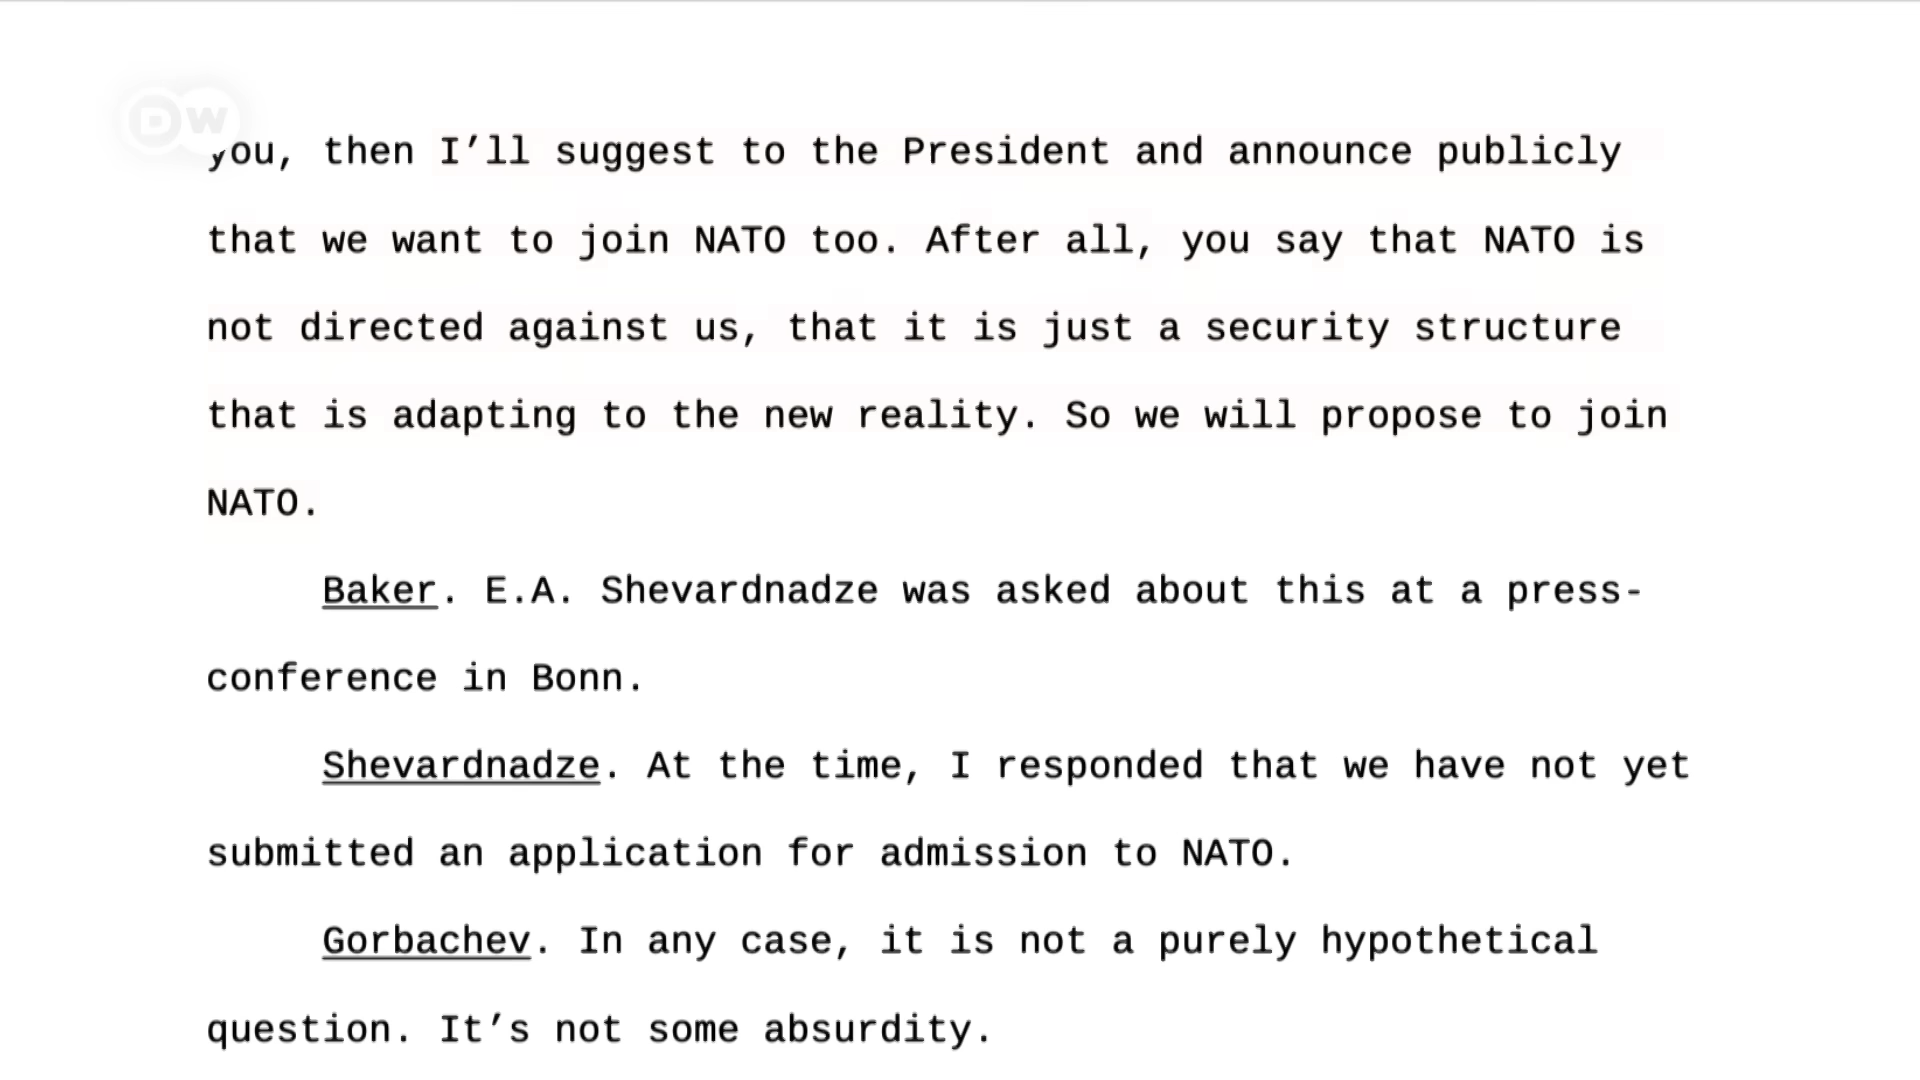 DW
you, then I’ll suggest to the President and announce publicly
that we want to join NATO too. After all, you say that NATO is
not directed against us, that it is just a security structure
that is adapting to the new reality. So we will propose to join
NATO.
Baker. E.A. Shevardnadze was asked about this at a press-
conference in Bonn.
Shevardnadze. At the time, I responded that we have not yet
submitted an application for admission to NATO.
Gorbachev. In any case, it is not a purely hypothetical
question. It’s not some absurdity.